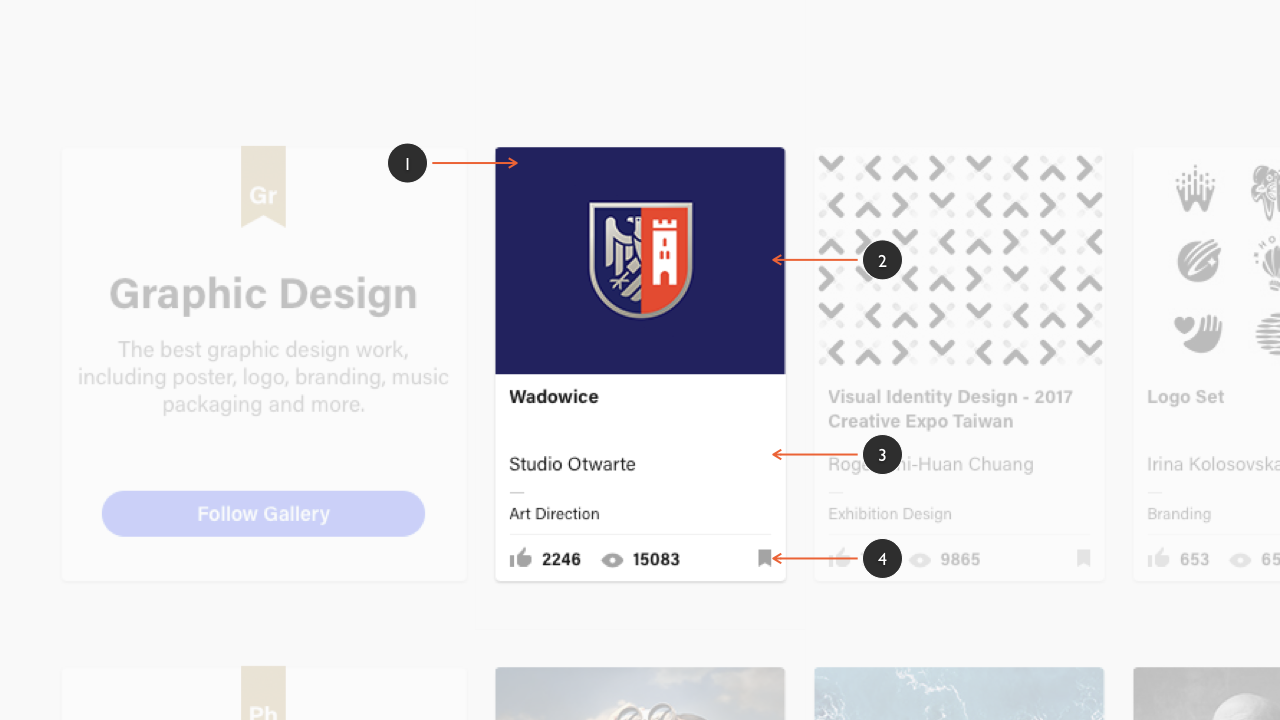 Gr
Graphic Design
The best graphic design work,
including poster, logo, branding, music
packaging and more.
Follow Gallery
1
2
3
4
Wadowice
Studio Otwarte
—
Art Direction
2246 15083
Visual Identity Design - 2017
Creative Expo Taiwan
hi-Huan Chuang
—
Exhibition Design
9865
Logo Set
Irina Kolosovska
—
Branding
653 65
Ph